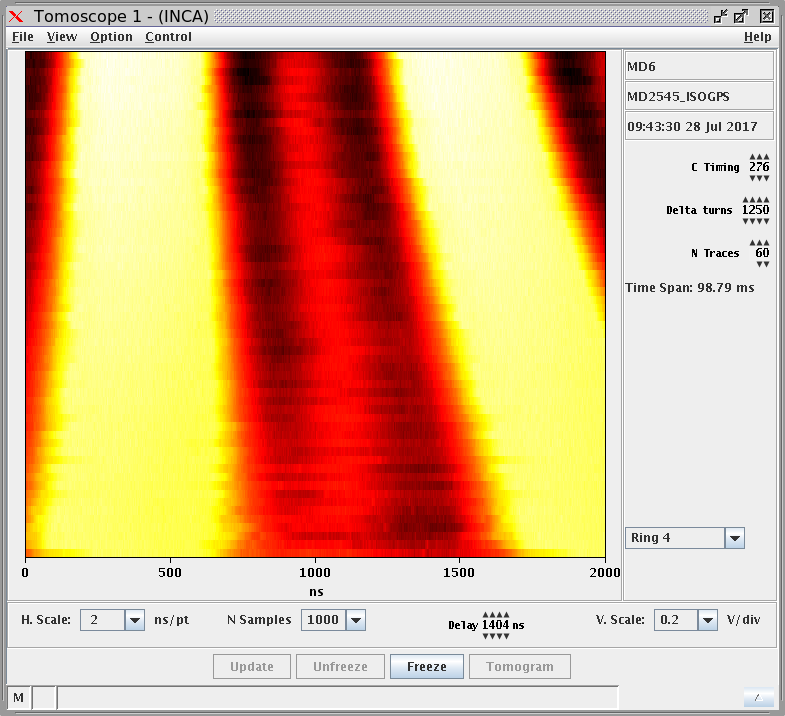 Tomoscope 1 - (INCA)
File View Option Control Help
MD6
MD2545_ISOGPS
09:43:30 28 Jul 2017
C Timing 276
Delta turns 1250
N Traces 60
Time Span: 98.79 ms
Ring 4
0 500 1000 1500 2000
ns
H. Scale: 2 ns/pt N Samples 1000 Delay 1404 ns V. Scale: 0.2 V/div
Update Unfreeze Freeze Tomogram
M